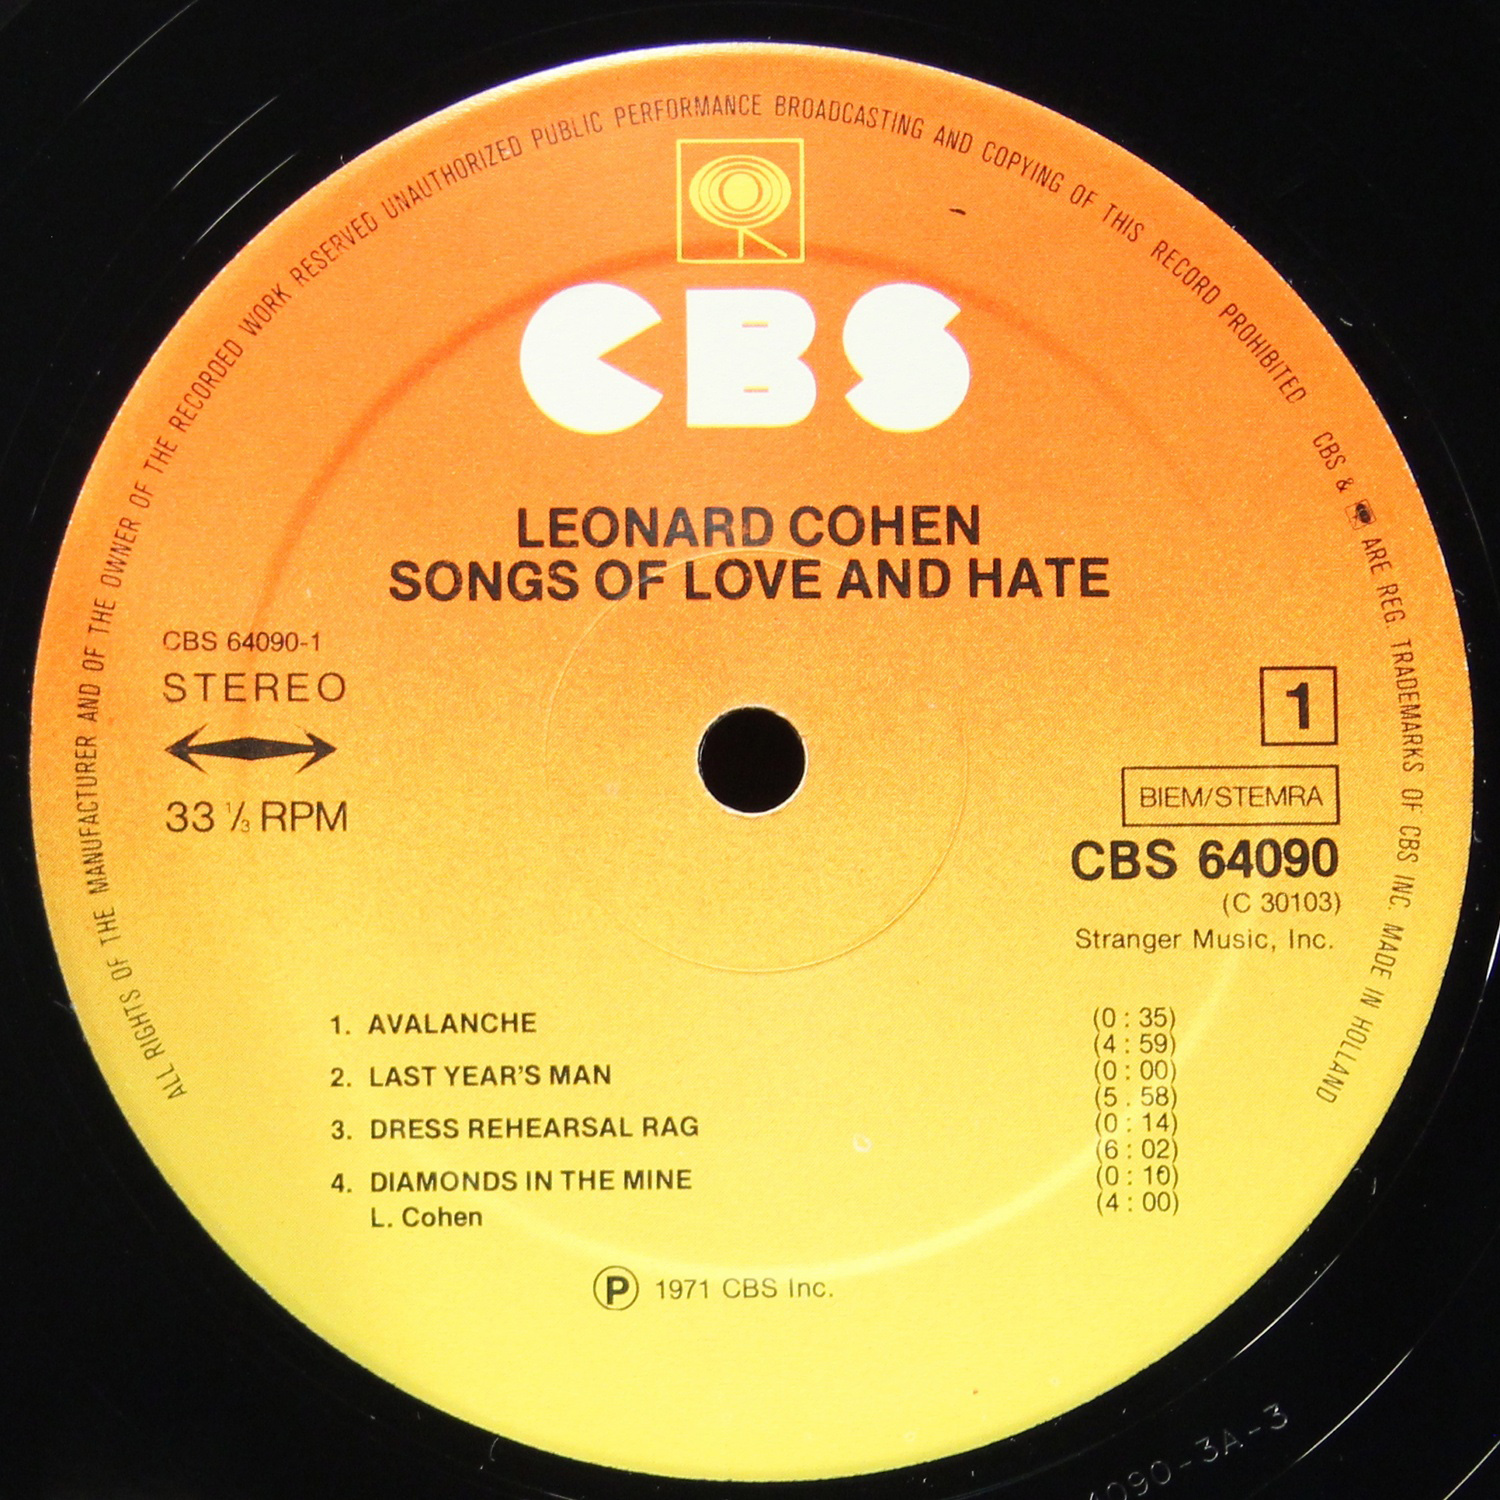 ALL RIGHTS OF THE MANUFACTURER AND OF THE OWNER OF THE RECORDED WORK RESERVED UNAUTHORIZED PUBLIC PERFORMANCE BROADCASTING AND COPYING OF THIS RECORD PROHIBITED CBS & ARE REG. TRADEMARKS OF CBS INC. MADE IN HOLLAND
CBS
LEONARD COHEN
SONGS OF LOVE AND HATE
CBS 64090-1
STEREO
33 ⅓ RPM
1
BIEM/STEMRA
CBS 64090
(C 30103)
Stranger Music, Inc.
1. AVALANCHE (0 : 35)
(4 : 59)
2. LAST YEAR'S MAN (0 : 00)
(5 . 58)
3. DRESS REHEARSAL RAG (0 : 14)
(6 : 02)
4. DIAMONDS IN THE MINE (0 : 10)
L. Cohen (4 : 00)
Ⓟ 1971 CBS Inc.
090-3A-3